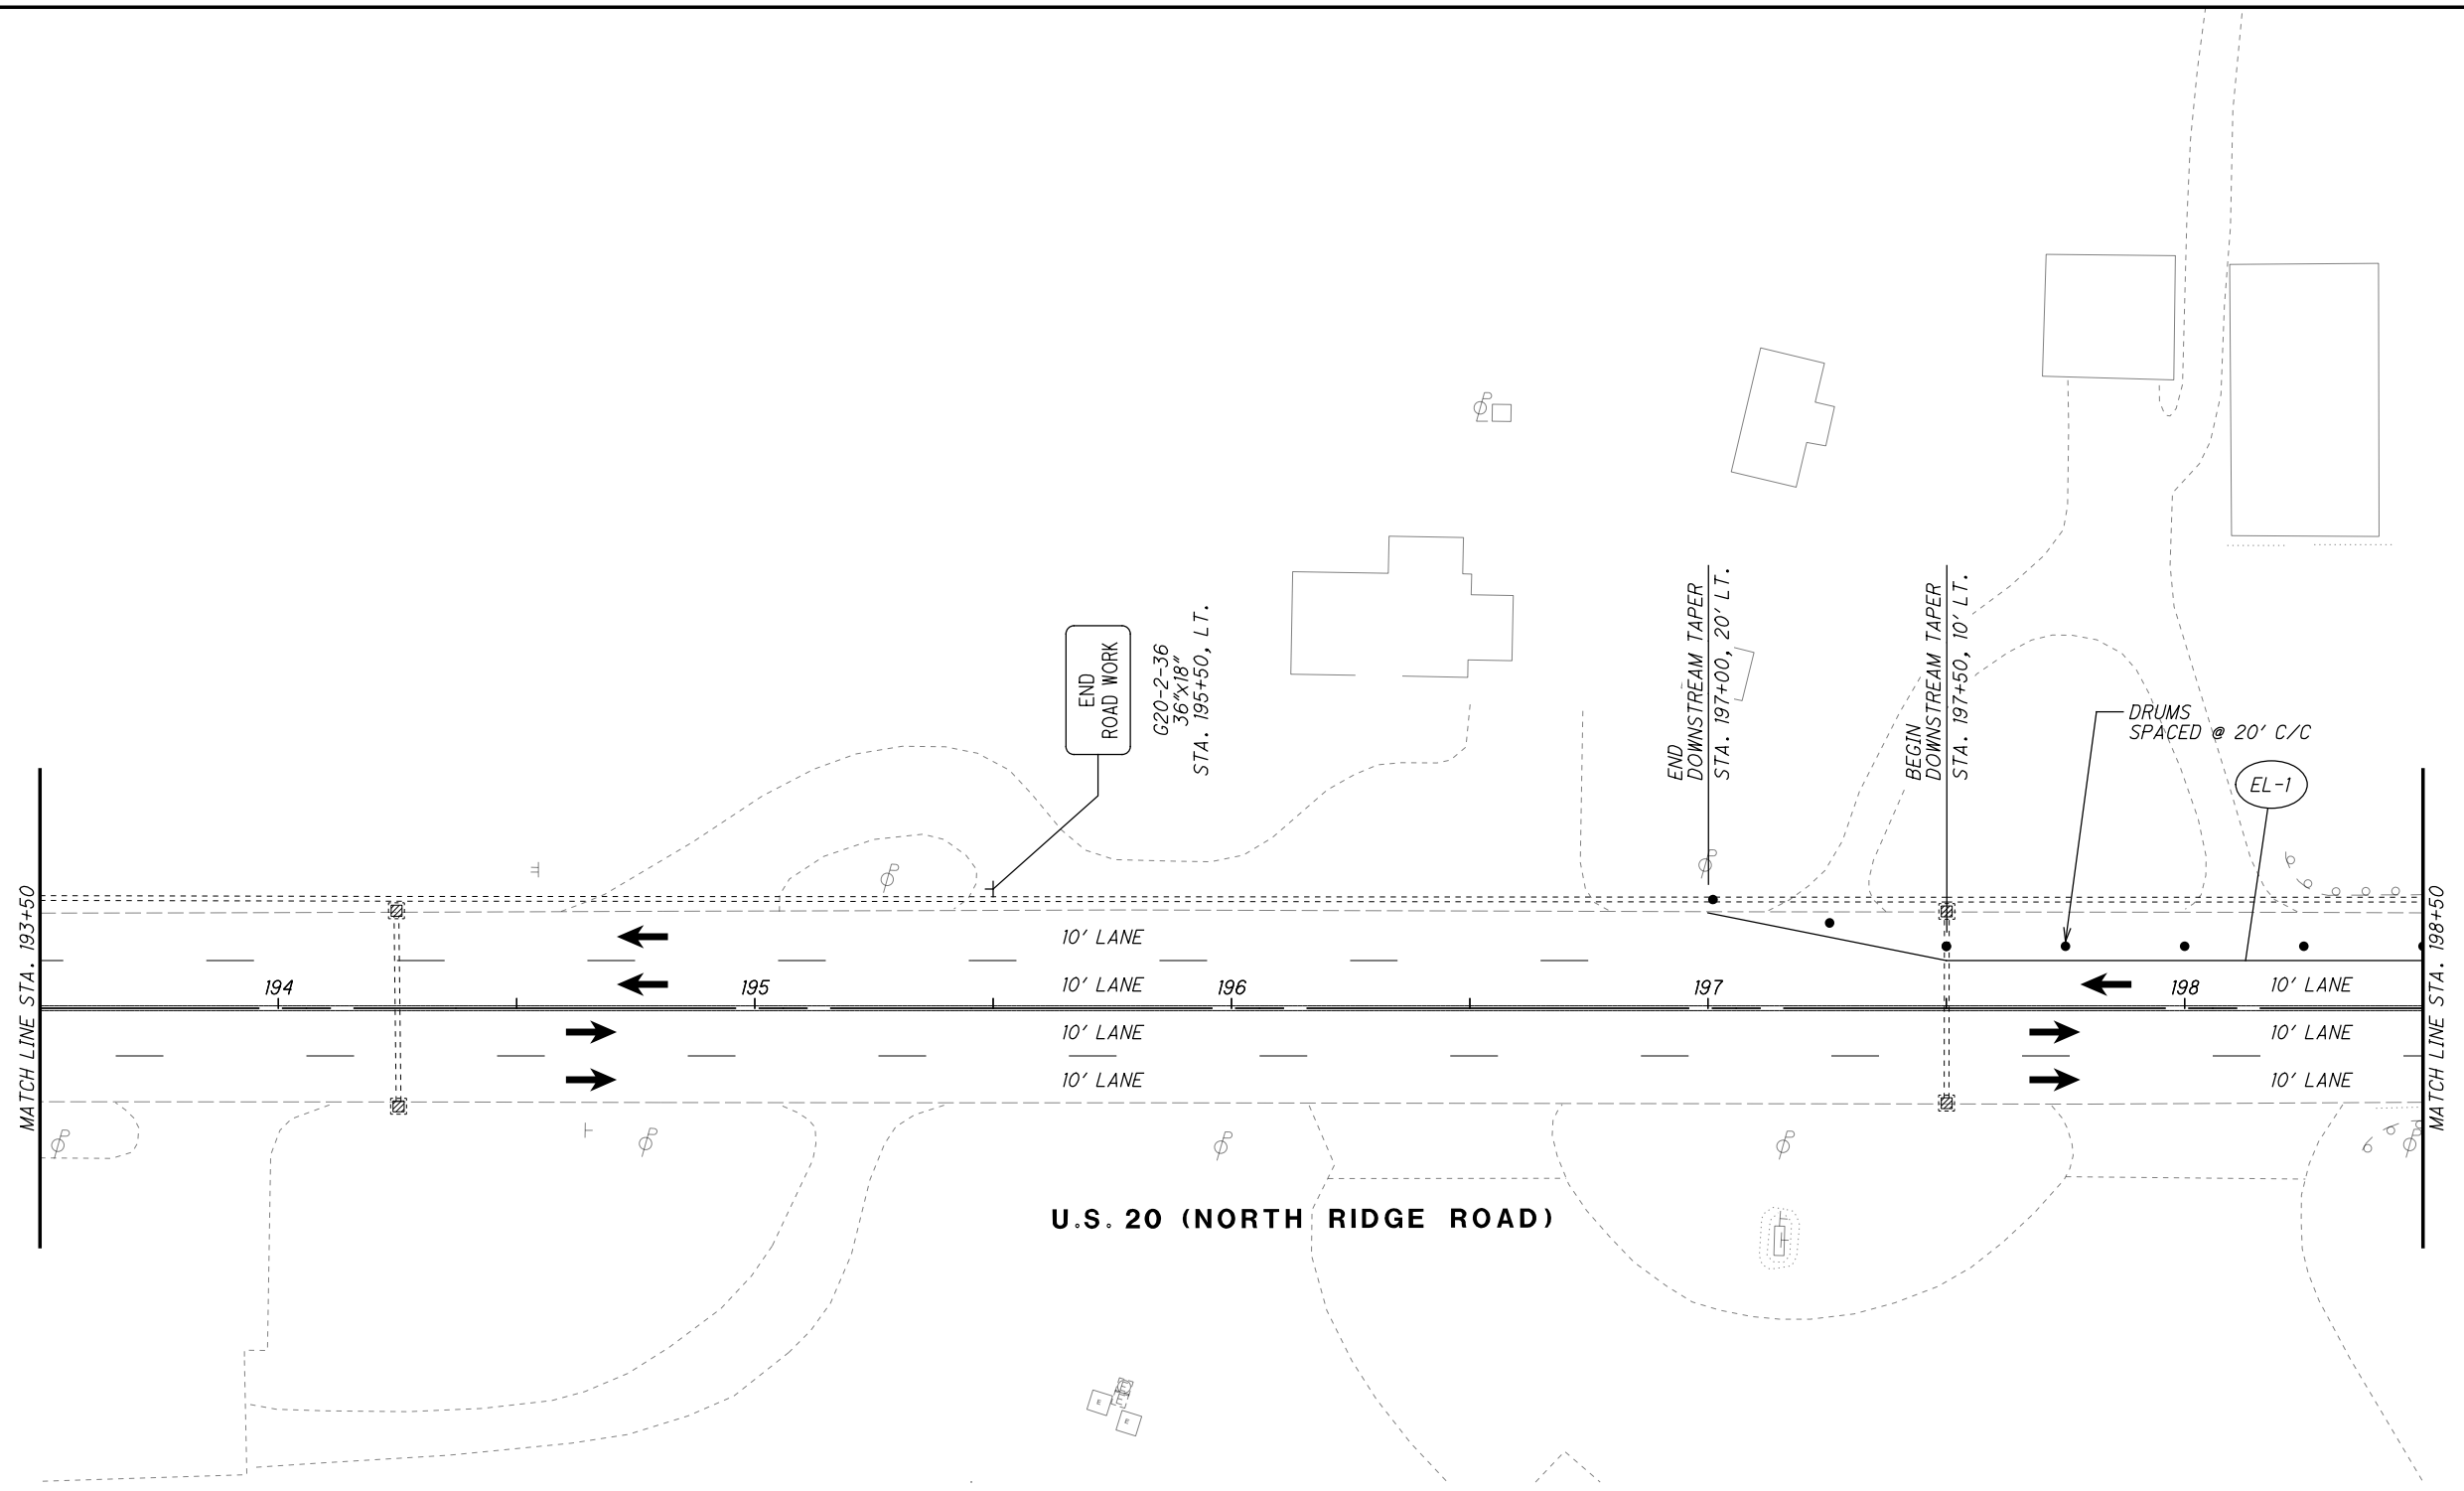 END
ROAD WORK
G20-2-36
36"x18"
STA. 195+50, LT.
END
DOWNSTREAM TAPER
STA. 197+00, 20' LT.
BEGIN
DOWNSTREAM TAPER
STA. 197+50, 10' LT.
DRUMS
SPACED @ 20' C/C
EL-1
MATCH LINE STA. 193+50
MATCH LINE STA. 198+50
10' LANE
10' LANE
194
195
196
197
198
10' LANE
10' LANE
10' LANE
10' LANE
10' LANE
U.S. 20 (NORTH RIDGE ROAD)
E
E